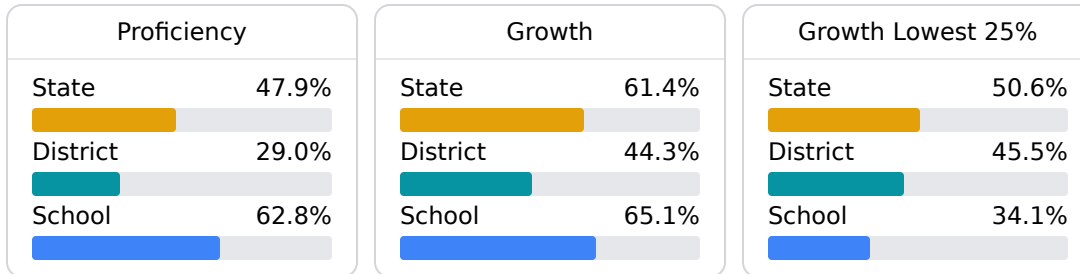 Proficiency
State 47.9%
District 29.0%
School 62.8%
Growth
State 61.4%
District 44.3%
School 65.1%
Growth Lowest 25%
State 50.6%
District 45.5%
School 34.1%